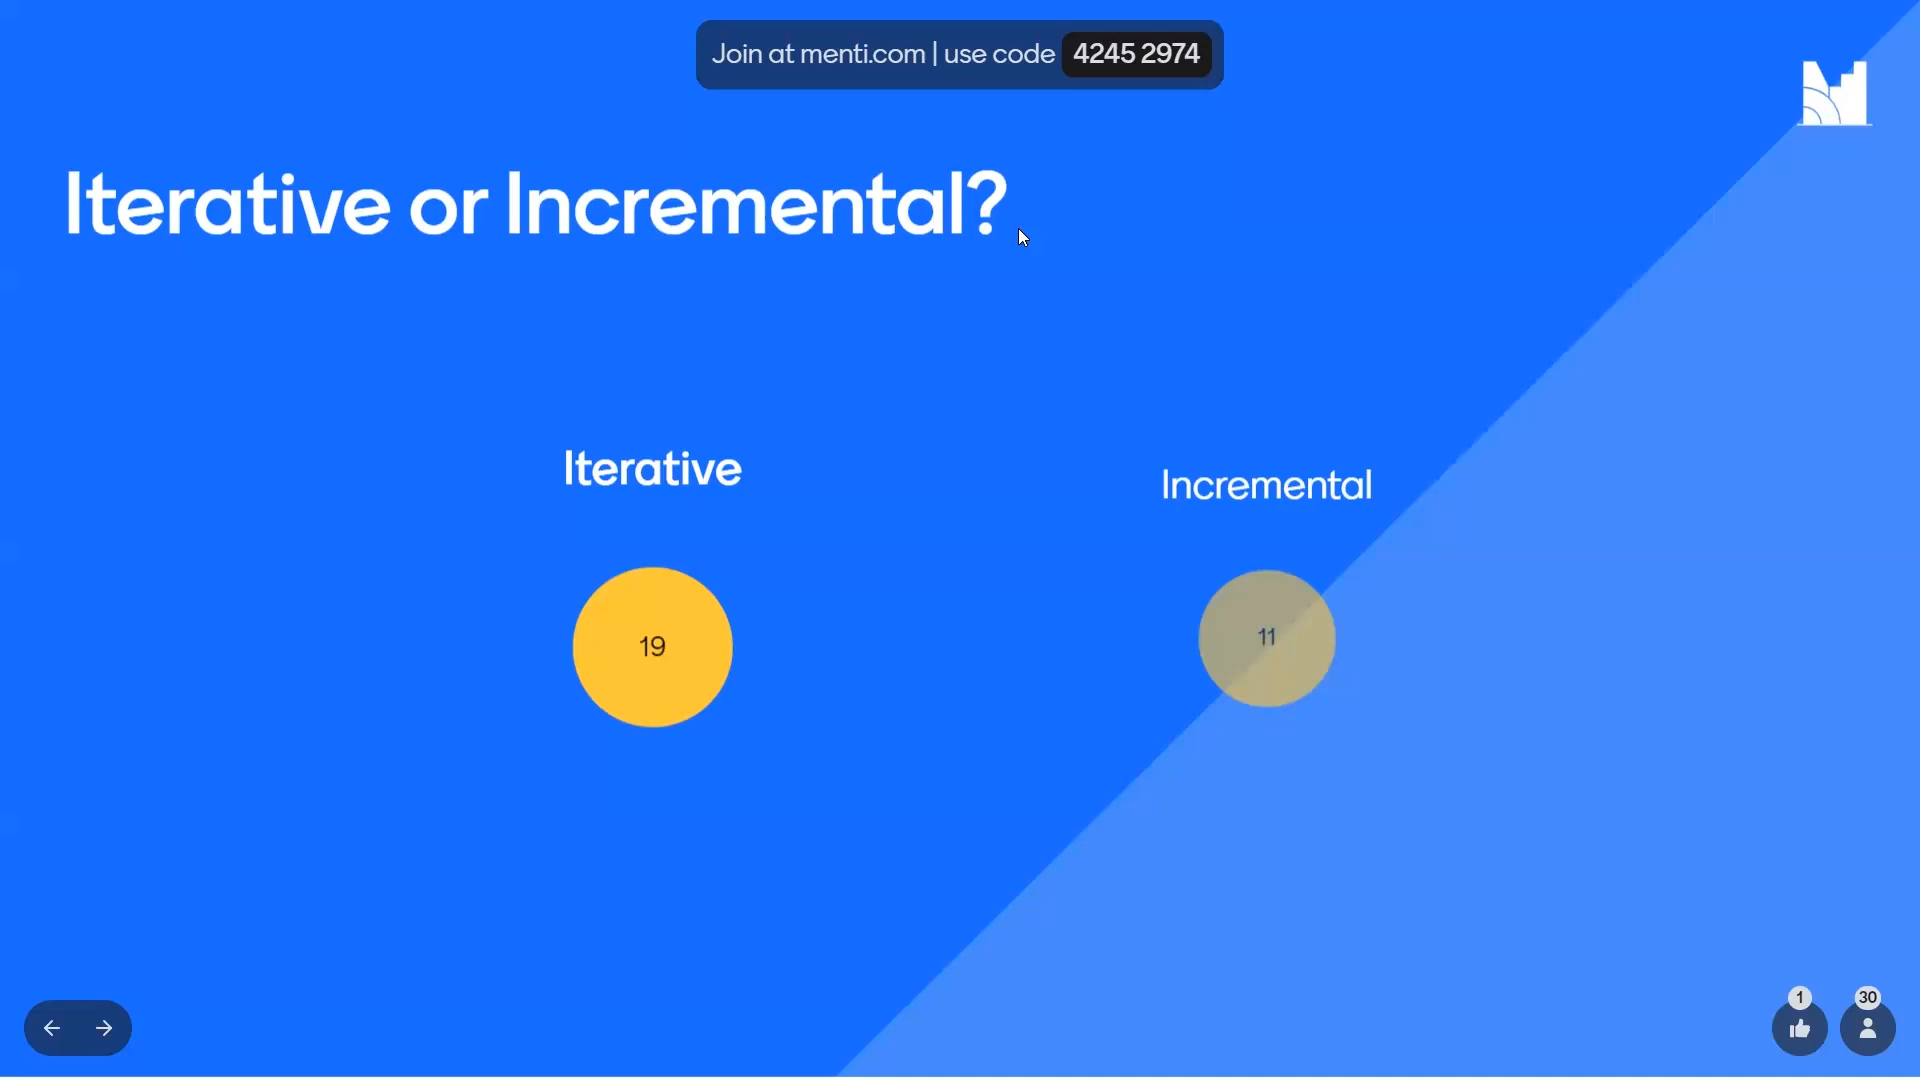 Join at menti.com | use code 4245 2974
Iterative or Incremental?
Iterative
Incremental
19
11
1
30